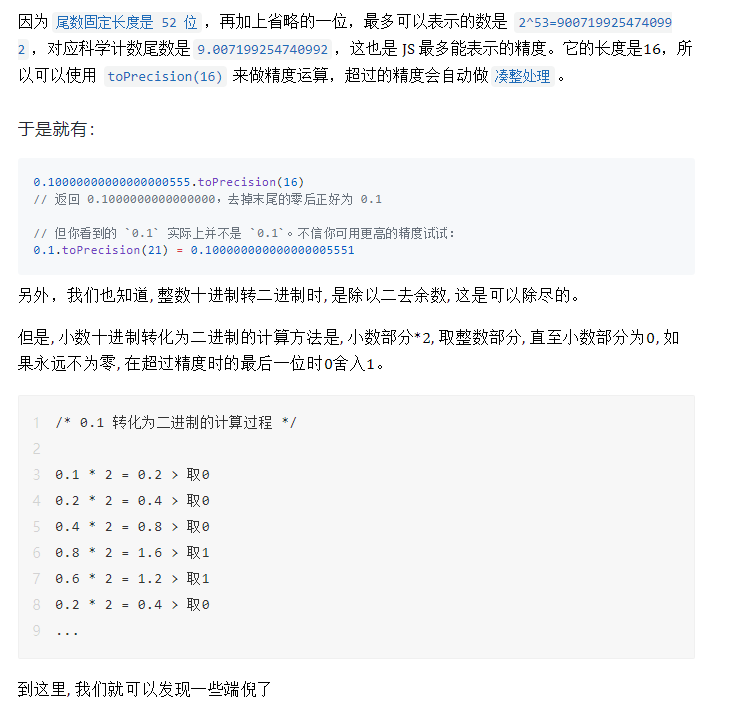 因为 尾数固定长度是 52 位 ，再加上省略的一位，最多可以表示的数是 2^53=900719925474099
2 ，对应科学计数尾数是 9.007199254740992 ，这也是 JS 最多能表示的精度。它的长度是16，所
以可以使用 toPrecision(16) 来做精度运算，超过的精度会自动做 凑整处理 。
于是就有：
0.10000000000000000555.toPrecision(16)
// 返回 0.1000000000000000，去掉末尾的零后正好为 0.1
// 但你看到的 `0.1` 实际上并不是 `0.1`。不信你可用更高的精度试试：
0.1.toPrecision(21) = 0.100000000000000005551
另外，我们也知道, 整数十进制转二进制时, 是除以二去余数, 这是可以除尽的。
但是, 小数十进制转化为二进制的计算方法是, 小数部分*2, 取整数部分, 直至小数部分为0, 如
果永远不为零, 在超过精度时的最后一位时0舍入1。
1 /* 0.1 转化为二进制的计算过程 */
2
3 0.1 * 2 = 0.2 > 取0
4 0.2 * 2 = 0.4 > 取0
5 0.4 * 2 = 0.8 > 取0
6 0.8 * 2 = 1.6 > 取1
7 0.6 * 2 = 1.2 > 取1
8 0.2 * 2 = 0.4 > 取0
9 ...
到这里, 我们就可以发现一些端倪了